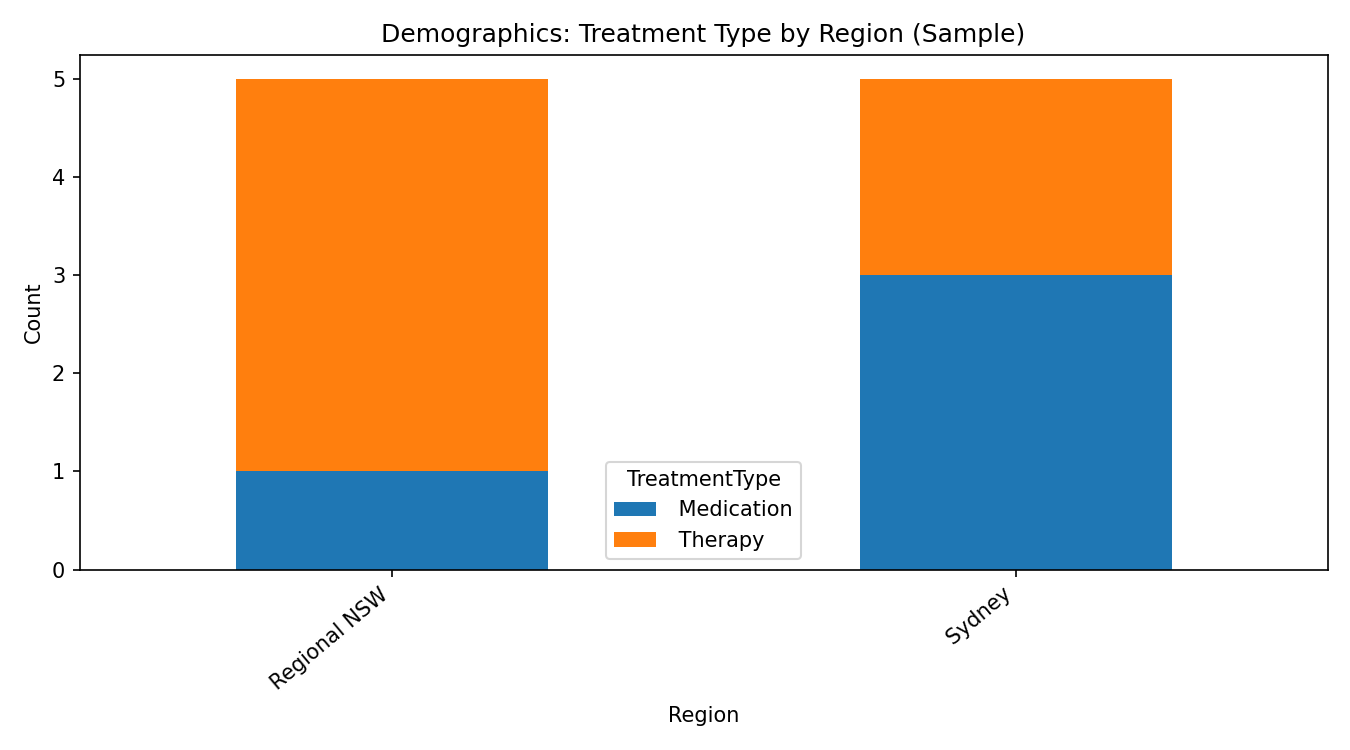 Demographics: Treatment Type by Region (Sample)
5
4
3
2
1
0
Count
TreatmentType
Medication
Therapy
Regional NSW
Sydney
Region